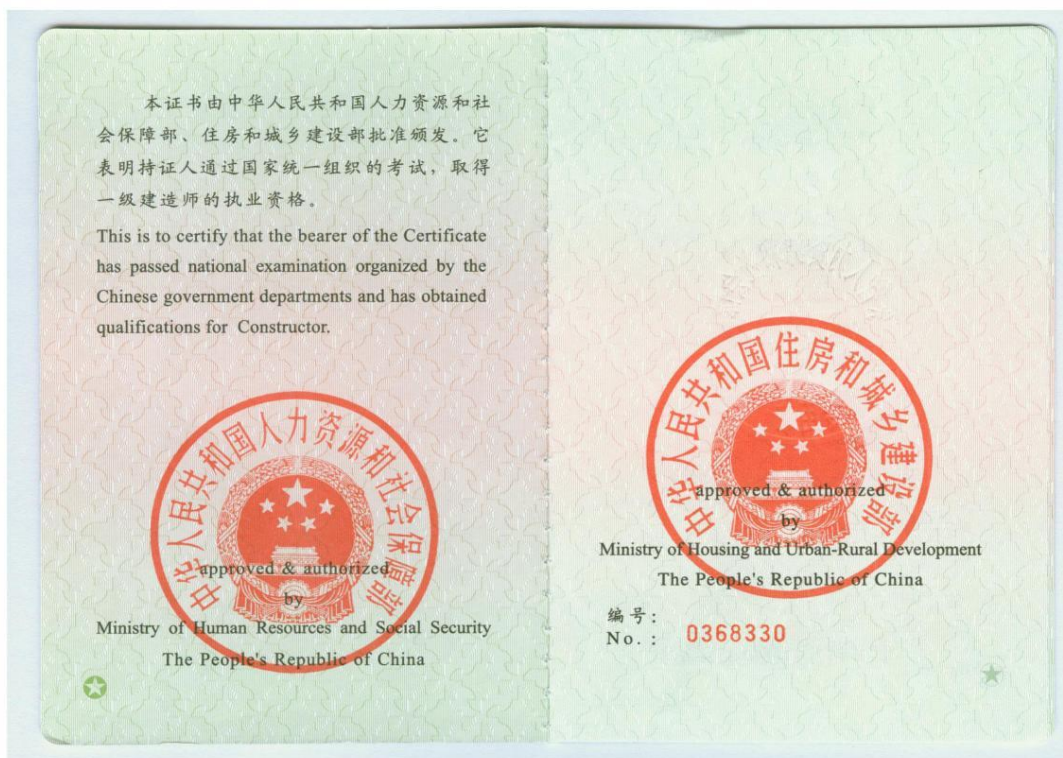 本证书由中华人民共和国人力资源和社
会保障部、住房和城乡建设部批准颁发。它
表明持证人通过国家统一组织的考试，取得
一级建造师的执业资格。
This is to certify that the bearer of the Certificate
has passed national examination organized by the
Chinese government departments and has obtained
qualifications for Constructor.
中华人民共和国人力资源和社会保障部
approved & authorized
by
Ministry of Human Resources and Social Security
The People's Republic of China
中华人民共和国住房和城乡建设部
approved & authorized
by
Ministry of Housing and Urban-Rural Development
The People's Republic of China
编号：
No.： 0368330